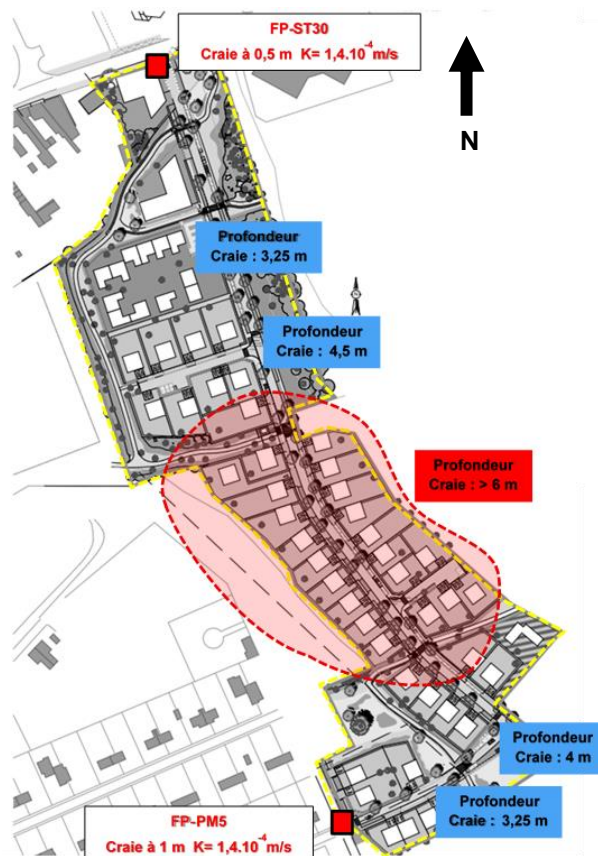 FP-ST30
Craie à 0,5 m K= 1,4.10⁻⁴m/s
N
Profondeur
Craie : 3,25 m
Profondeur
Craie : 4,5 m
Profondeur
Craie : > 6 m
Profondeur
Craie : 4 m
Profondeur
Craie : 3,25 m
FP-PM5
Craie à 1 m K= 1,4.10⁻⁴m/s